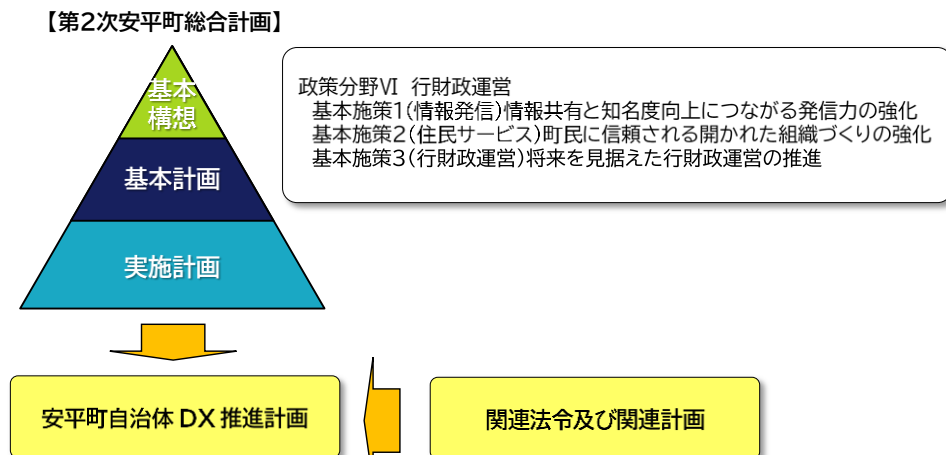 【第2次安平町総合計画】
基本
構想
基本計画
実施計画
政策分野Ⅵ 行財政運営
基本施策1(情報発信)情報共有と知名度向上につながる発信力の強化
基本施策2(住民サービス)町民に信頼される開かれた組織づくりの強化
基本施策3(行財政運営)将来を見据えた行財政運営の推進
安平町自治体 DX 推進計画
関連法令及び関連計画